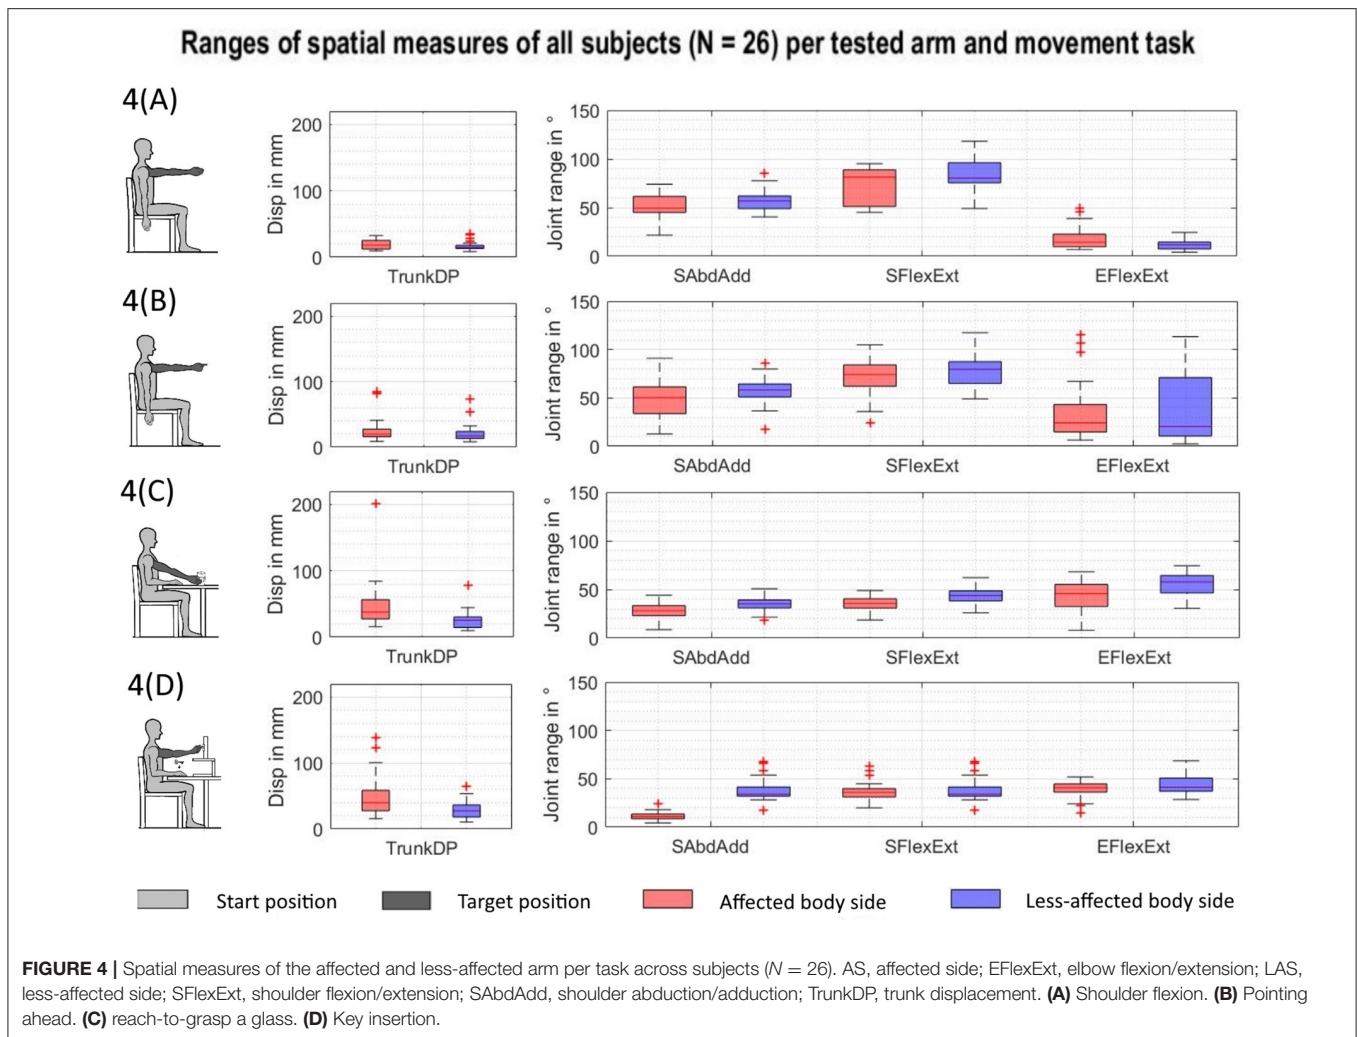 Ranges of spatial measures of all subjects (N = 26) per tested arm and movement task
4(A)
Disp in mm
200
100
0
TrunkDP
Joint range in °
150
100
50
0
SAbdAdd
SFlexExt
EFlexExt
4(B)
Disp in mm
200
100
0
TrunkDP
Joint range in °
150
100
50
0
SAbdAdd
SFlexExt
EFlexExt
4(C)
Disp in mm
200
100
0
TrunkDP
Joint range in °
150
100
50
0
SAbdAdd
SFlexExt
EFlexExt
4(D)
Disp in mm
200
100
0
TrunkDP
Joint range in °
150
100
50
0
SAbdAdd
SFlexExt
EFlexExt
Start position
Target position
Affected body side
Less-affected body side
FIGURE 4 | Spatial measures of the affected and less-affected arm per task across subjects (N = 26). AS, affected side; EFlexExt, elbow flexion/extension; LAS,
less-affected side; SFlexExt, shoulder flexion/extension; SAbdAdd, shoulder abduction/adduction; TrunkDP, trunk displacement. (A) Shoulder flexion. (B) Pointing
ahead. (C) reach-to-grasp a glass. (D) Key insertion.